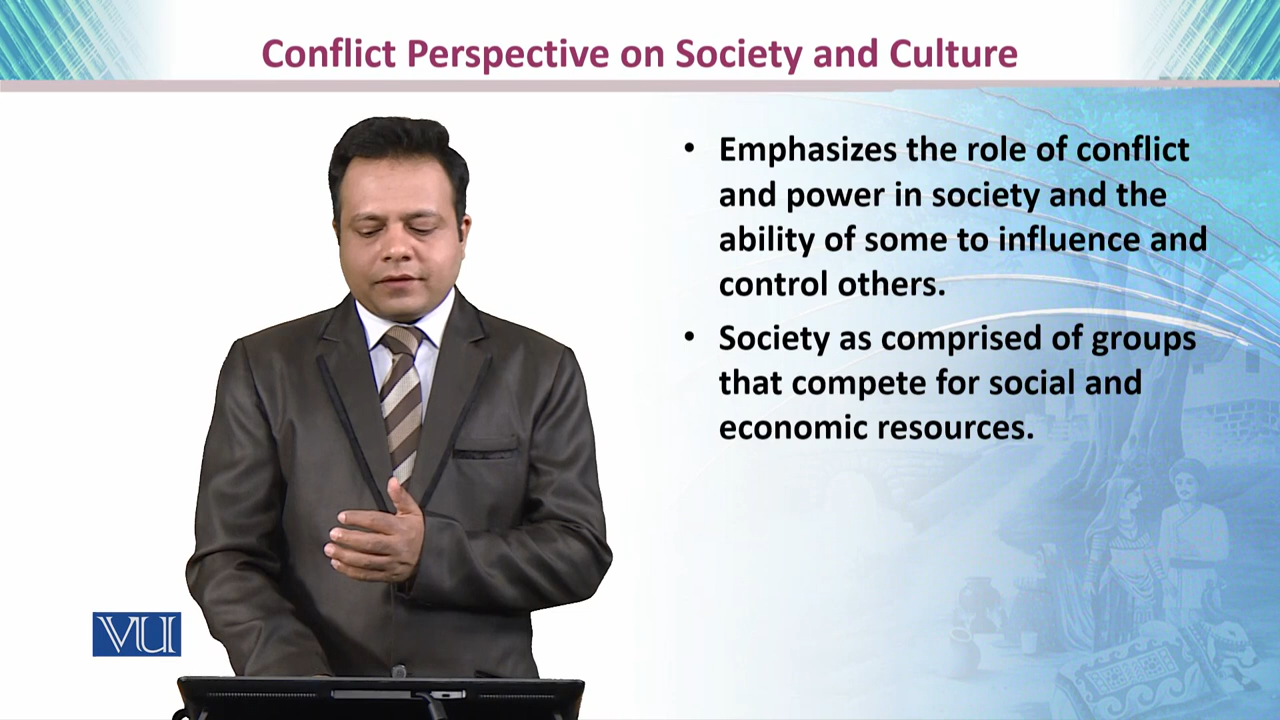 Conflict Perspective on Society and Culture
• Emphasizes the role of conflict
and power in society and the
ability of some to influence and
control others.
• Society as comprised of groups
that compete for social and
economic resources.
VU